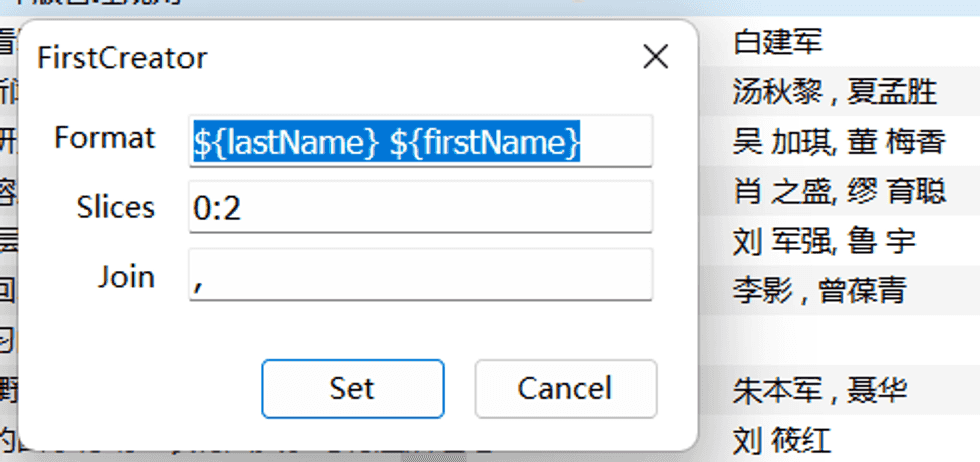 FirstCreator
Format
${lastName} ${firstName}
Slices
0:2
Join
,
Set
Cancel
白建军
汤秋黎 , 夏孟胜
吴 加琪, 董 梅香
肖 之盛, 缪 育聪
刘 军强, 鲁 宇
李影 , 曾葆青
朱本军 , 聂华
刘 筱红